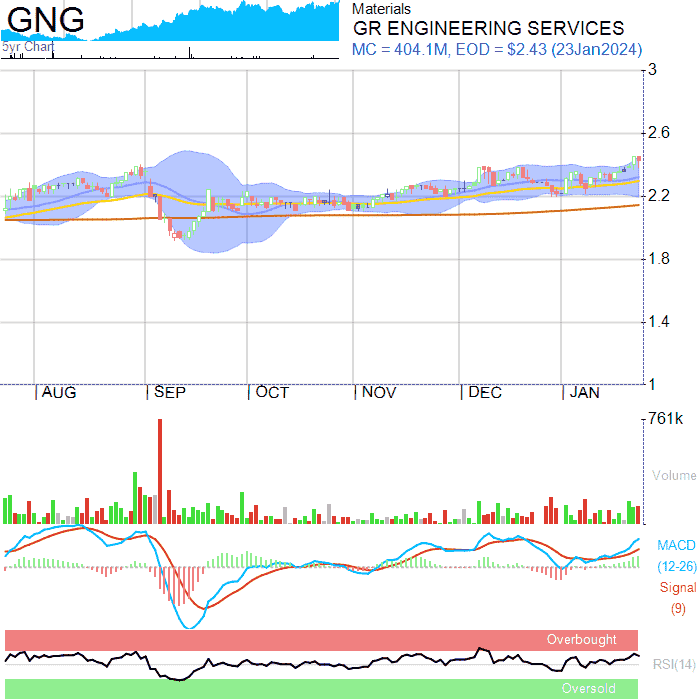 GNG
5yr Chart
Materials
GR ENGINEERING SERVICES
MC = 404.1M, EOD = $2.43 (23Jan2024)
3
2.6
2.2
1.8
1.4
1
AUG SEP OCT NOV DEC JAN
761k
Volume
MACD
(12-26)
Signal
(9)
Overbought
RSI(14)
Oversold